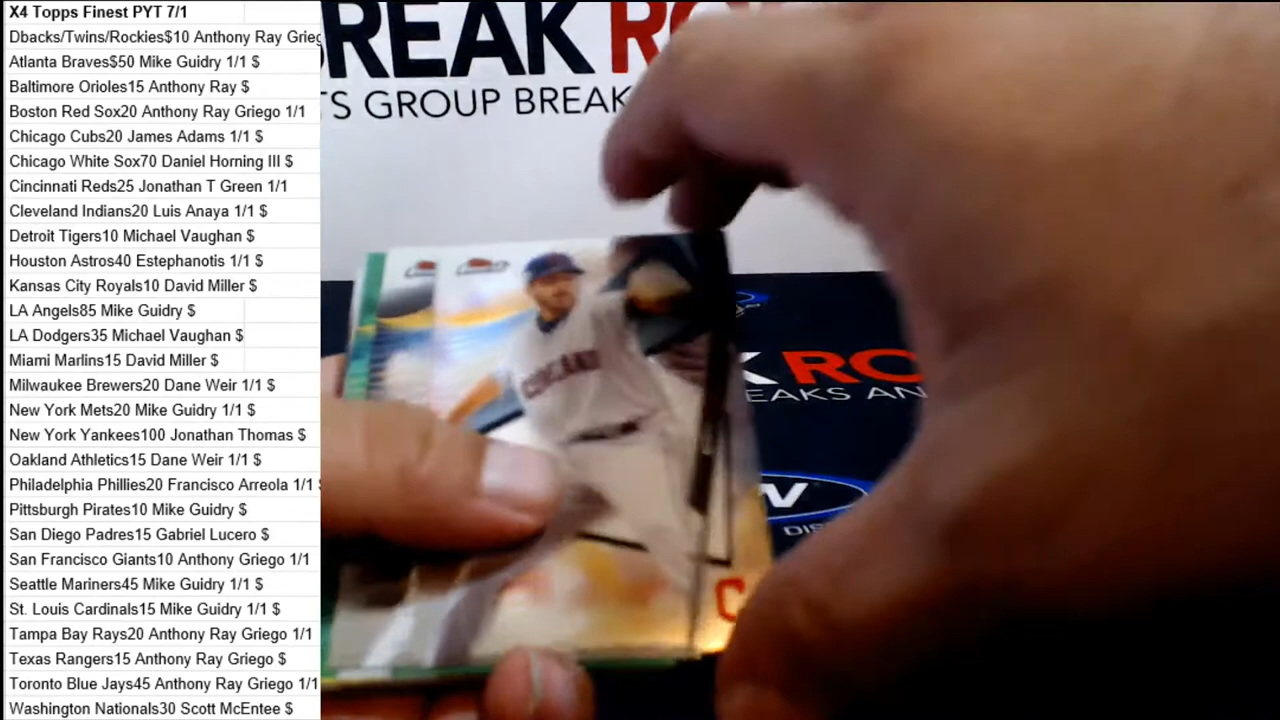 X4 Topps Finest PYT 7/1
Dbacks/Twins/Rockies$10 Anthony Ray Grieg
Atlanta Braves$50 Mike Guidry 1/1 $
Baltimore Orioles15 Anthony Ray $
Boston Red Sox20 Anthony Ray Griego 1/1
Chicago Cubs20 James Adams 1/1 $
Chicago White Sox70 Daniel Horning III $
Cincinnati Reds25 Jonathan T Green 1/1
Cleveland Indians20 Luis Anaya 1/1 $
Detroit Tigers10 Michael Vaughan $
Houston Astros40 Estephanotis 1/1 $
Kansas City Royals10 David Miller $
LA Angels85 Mike Guidry $
LA Dodgers35 Michael Vaughan $
Miami Marlins15 David Miller $
Milwaukee Brewers20 Dane Weir 1/1 $
New York Mets20 Mike Guidry 1/1 $
New York Yankees100 Jonathan Thomas $
Oakland Athletics15 Dane Weir 1/1 $
Philadelphia Phillies20 Francisco Arreola 1/1 $
Pittsburgh Pirates10 Mike Guidry $
San Diego Padres15 Gabriel Lucero $
San Francisco Giants10 Anthony Griego 1/1
Seattle Mariners45 Mike Guidry 1/1 $
St. Louis Cardinals15 Mike Guidry 1/1 $
Tampa Bay Rays20 Anthony Ray Griego 1/1
Texas Rangers15 Anthony Ray Griego $
Toronto Blue Jays45 Anthony Ray Griego 1/1
Washington Nationals30 Scott McEntee $
REAK RO
TS GROUP BREAK
K RO
EAKS AN
V
DIS
C